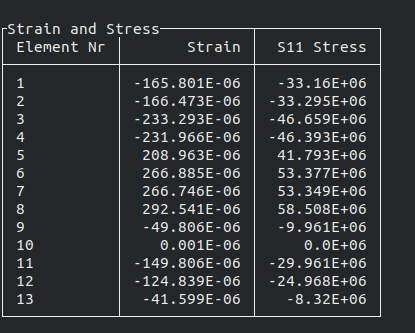 Strain and Stress
Element Nr Strain S11 Stress
1 -165.801E-06 -33.16E+06
2 -166.473E-06 -33.295E+06
3 -233.293E-06 -46.659E+06
4 -231.966E-06 -46.393E+06
5 208.963E-06 41.793E+06
6 266.885E-06 53.377E+06
7 266.746E-06 53.349E+06
8 292.541E-06 58.508E+06
9 -49.806E-06 -9.961E+06
10 0.001E-06 0.0E+06
11 -149.806E-06 -29.961E+06
12 -124.839E-06 -24.968E+06
13 -41.599E-06 -8.32E+06